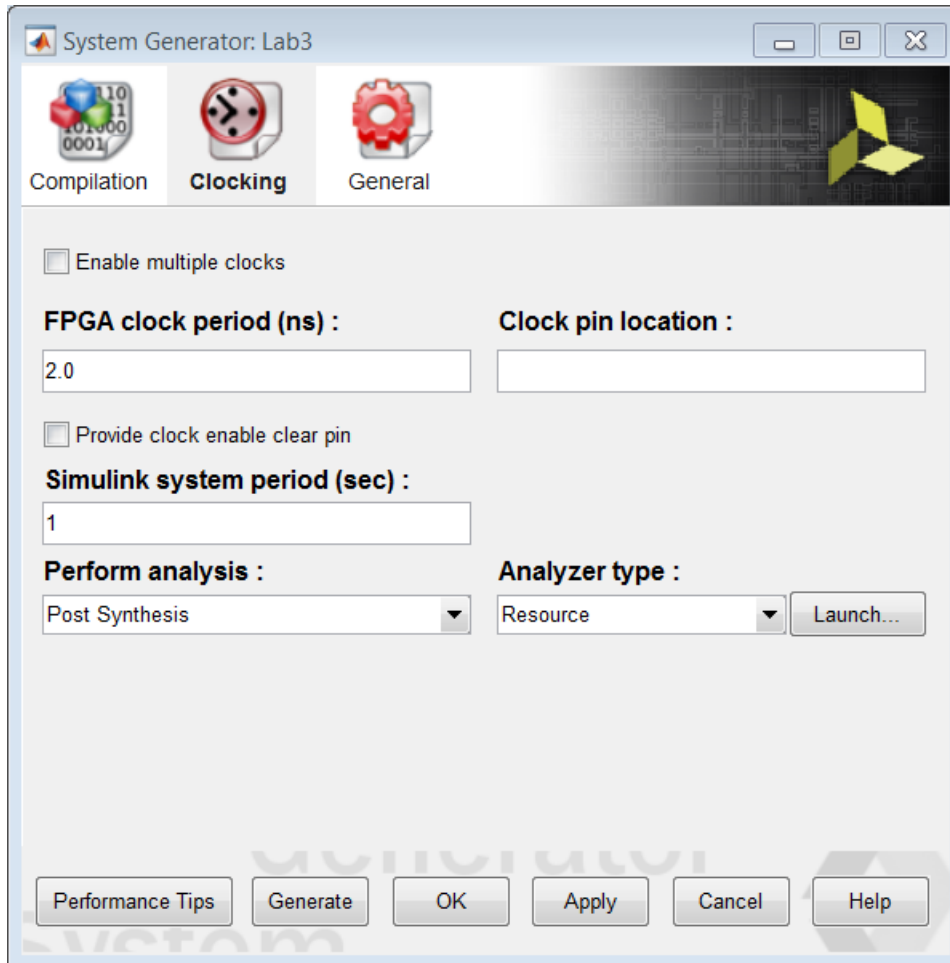 System Generator: Lab3
Compilation
Clocking
General
Enable multiple clocks
FPGA clock period (ns) :
Clock pin location :
2.0
Provide clock enable clear pin
Simulink system period (sec) :
1
Perform analysis :
Analyzer type :
Post Synthesis
Resource
Launch...
Generator
System
Performance Tips
Generate
OK
Apply
Cancel
Help